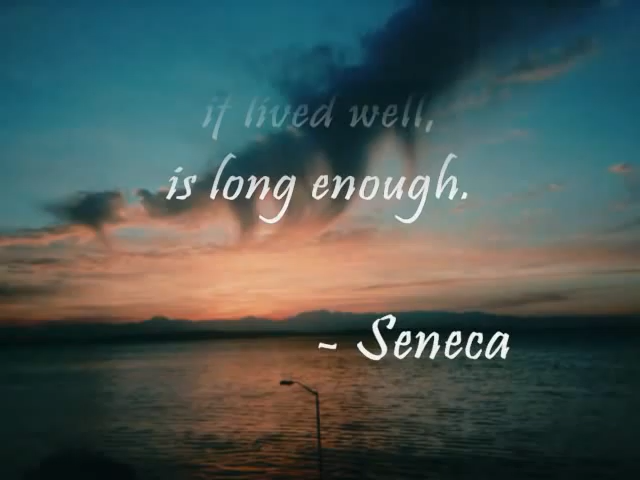 if lived well,
is long enough.
~ Seneca